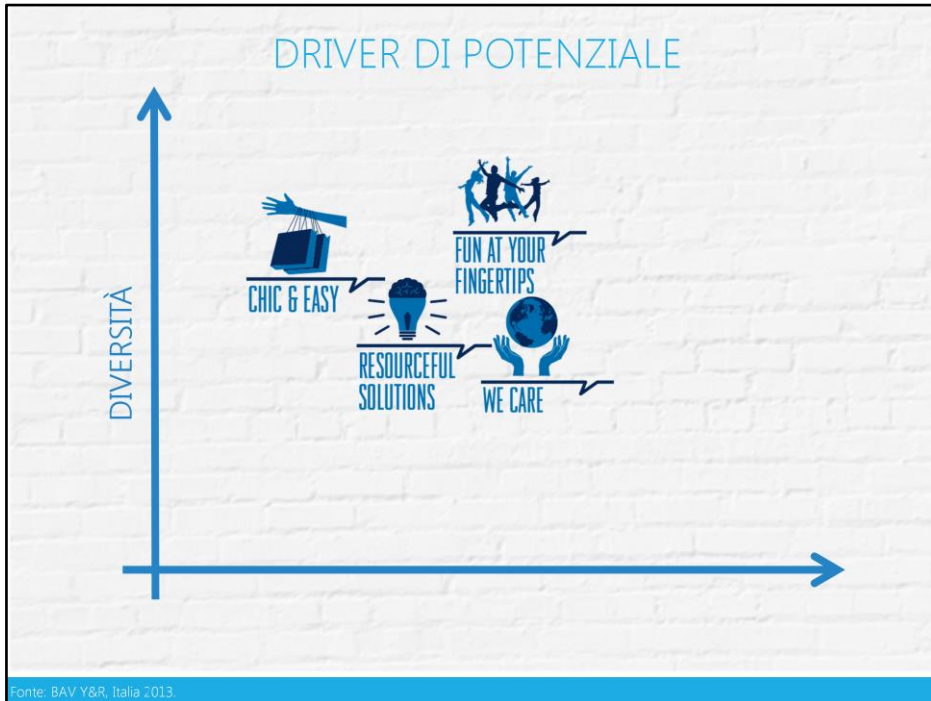 DRIVER DI POTENZIALE
DIVERSITÀ
CHIC & EASY
FUN AT YOUR
FINGERTIPS
RESOURCEFUL
SOLUTIONS
WE CARE
Fonte: BAV Y&R, Italia 2013.